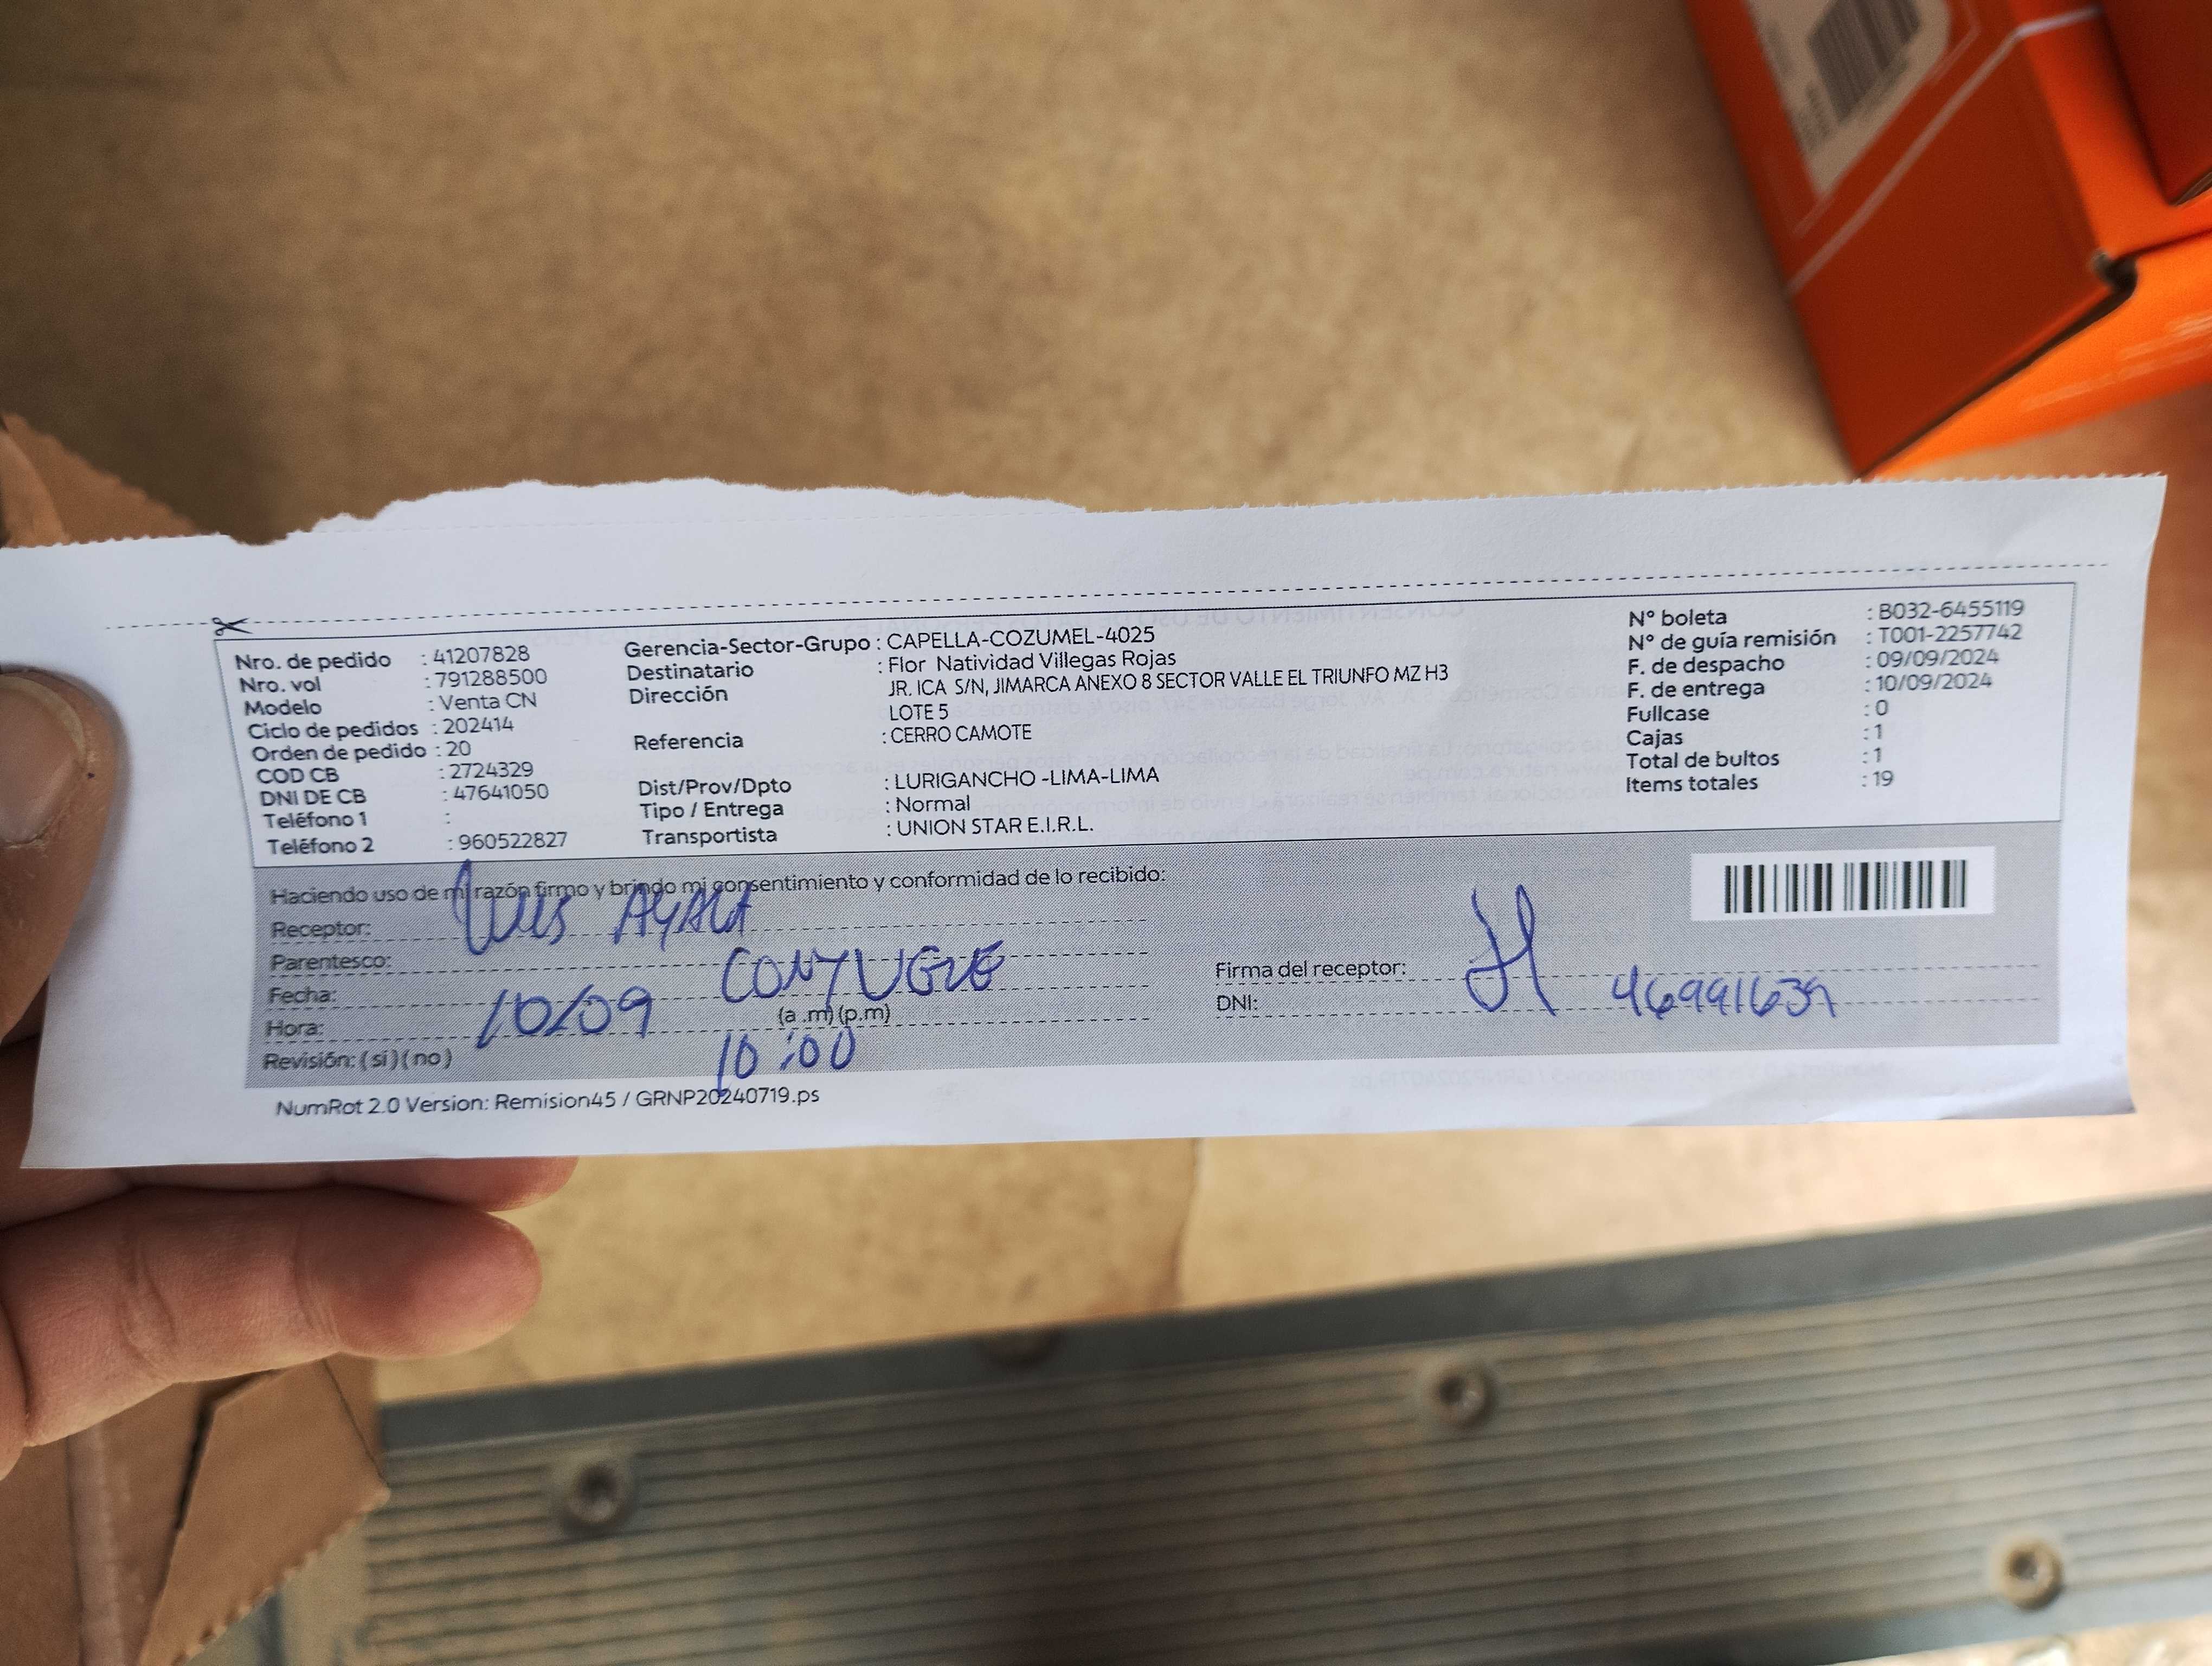 Nro. de pedido : 41207828
Nro. vol : 791288500
Modelo : Venta CN
Ciclo de pedidos : 202414
Orden de pedido : 20
COD CB : 2724329
DNI DE CB : 47641050
Teléfono 1 :
Teléfono 2 : 960522827
Gerencia-Sector-Grupo : CAPELLA-COZUMEL-4025
Destinatario : Flor Natividad Villegas Rojas
Dirección JR. ICA S/N, JIMARCA ANEXO 8 SECTOR VALLE EL TRIUNFO MZ H3
LOTE 5
Referencia : CERRO CAMOTE
Dist/Prov/Dpto : LURIGANCHO -LIMA-LIMA
Tipo / Entrega : Normal
Transportista : UNION STAR E.I.R.L.
N° boleta : B032-6455119
N° de guía remisión : T001-2257742
F. de despacho : 09/09/2024
F. de entrega : 10/09/2024
Fullcase : 0
Cajas : 1
Total de bultos : 1
Items totales : 19
Haciendo uso de mi razón firmo y brindo mi consentimiento y conformidad de lo recibido:
Receptor: Luis AYALA
Parentesco: CONYUGUE
Fecha: 10/09
Hora: (a .m) (p.m) 10:00
Revisión: ( si ) ( no )
Firma del receptor:
DNI: 46991639
NumRot 2.0 Version: Remision45 / GRNP20240719.ps